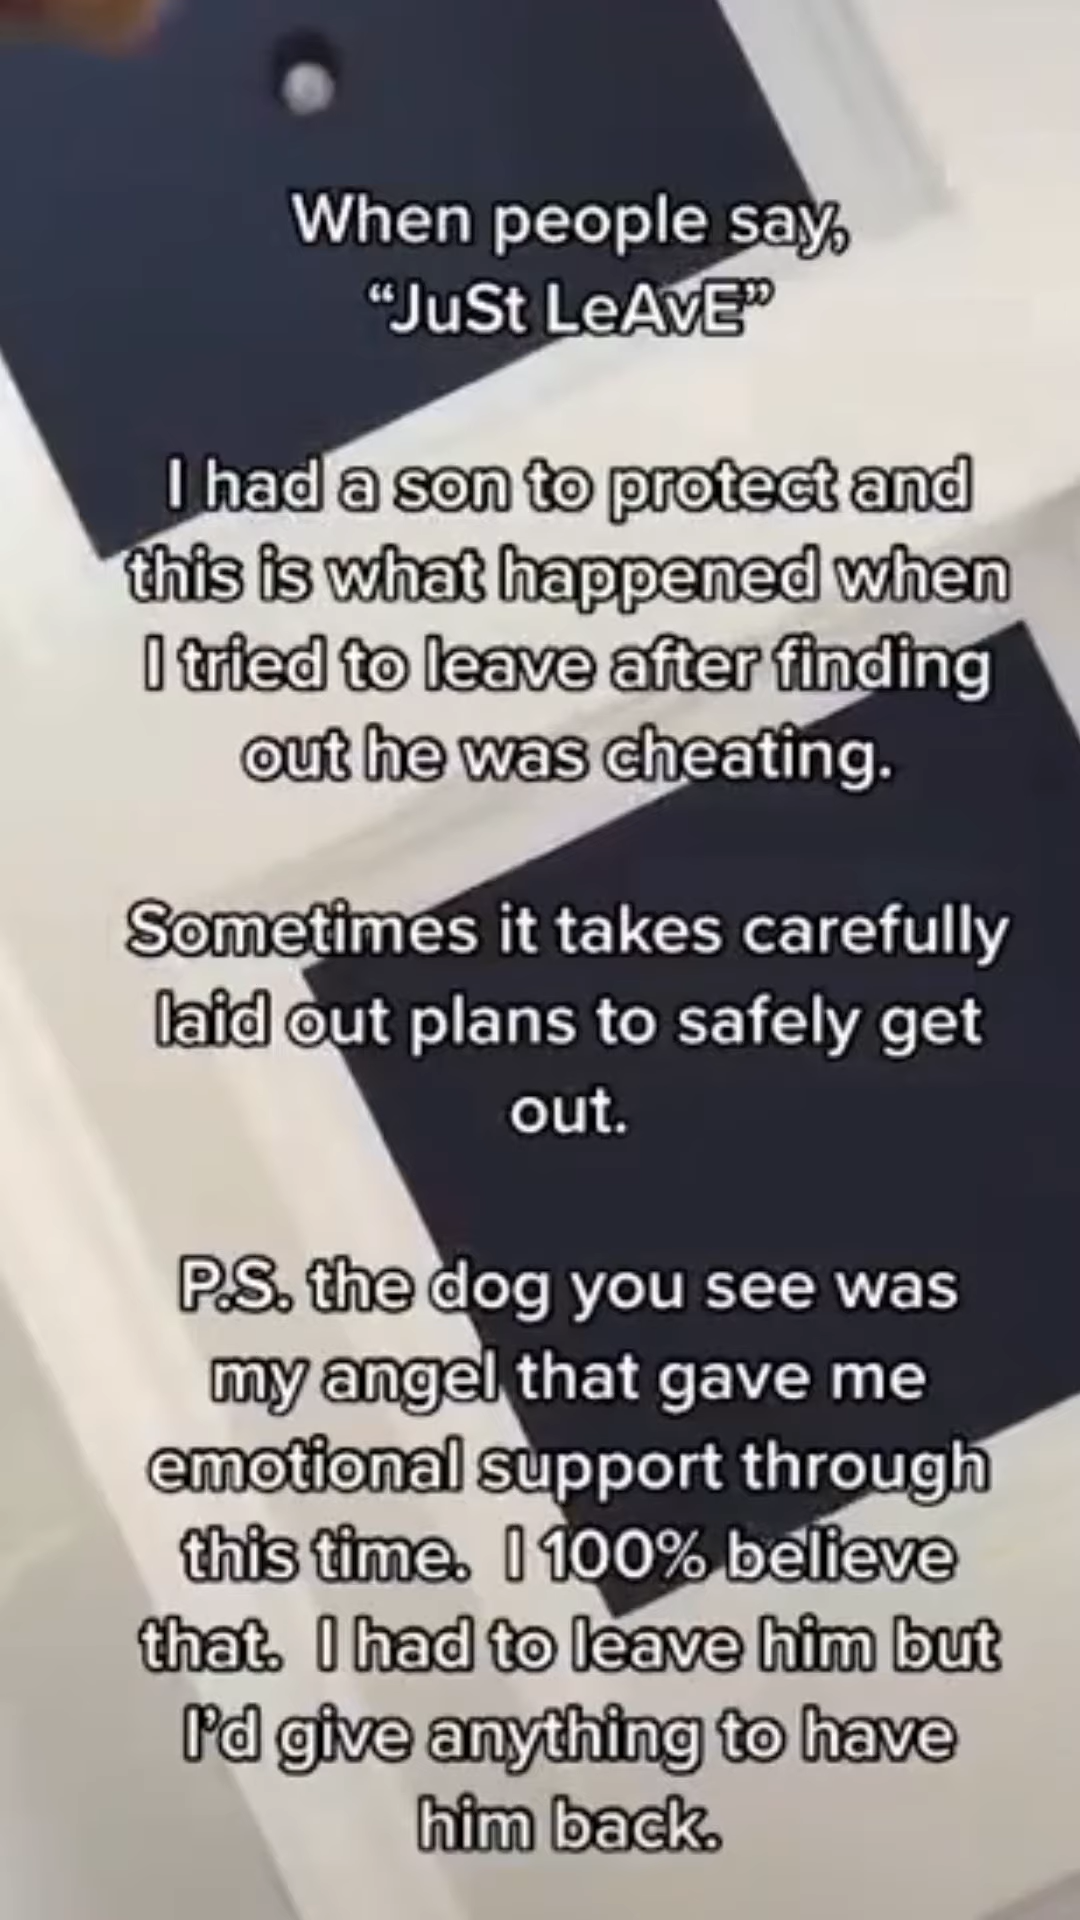 When people say,
“JuSt LeAvE”
I had a son to protect and
this is what happened when
I tried to leave after finding
out he was cheating.
Sometimes it takes carefully
laid out plans to safely get
out.
P.S. the dog you see was
my angel that gave me
emotional support through
this time.  I 100% believe
that.  I had to leave him but
I’d give anything to have
him back.